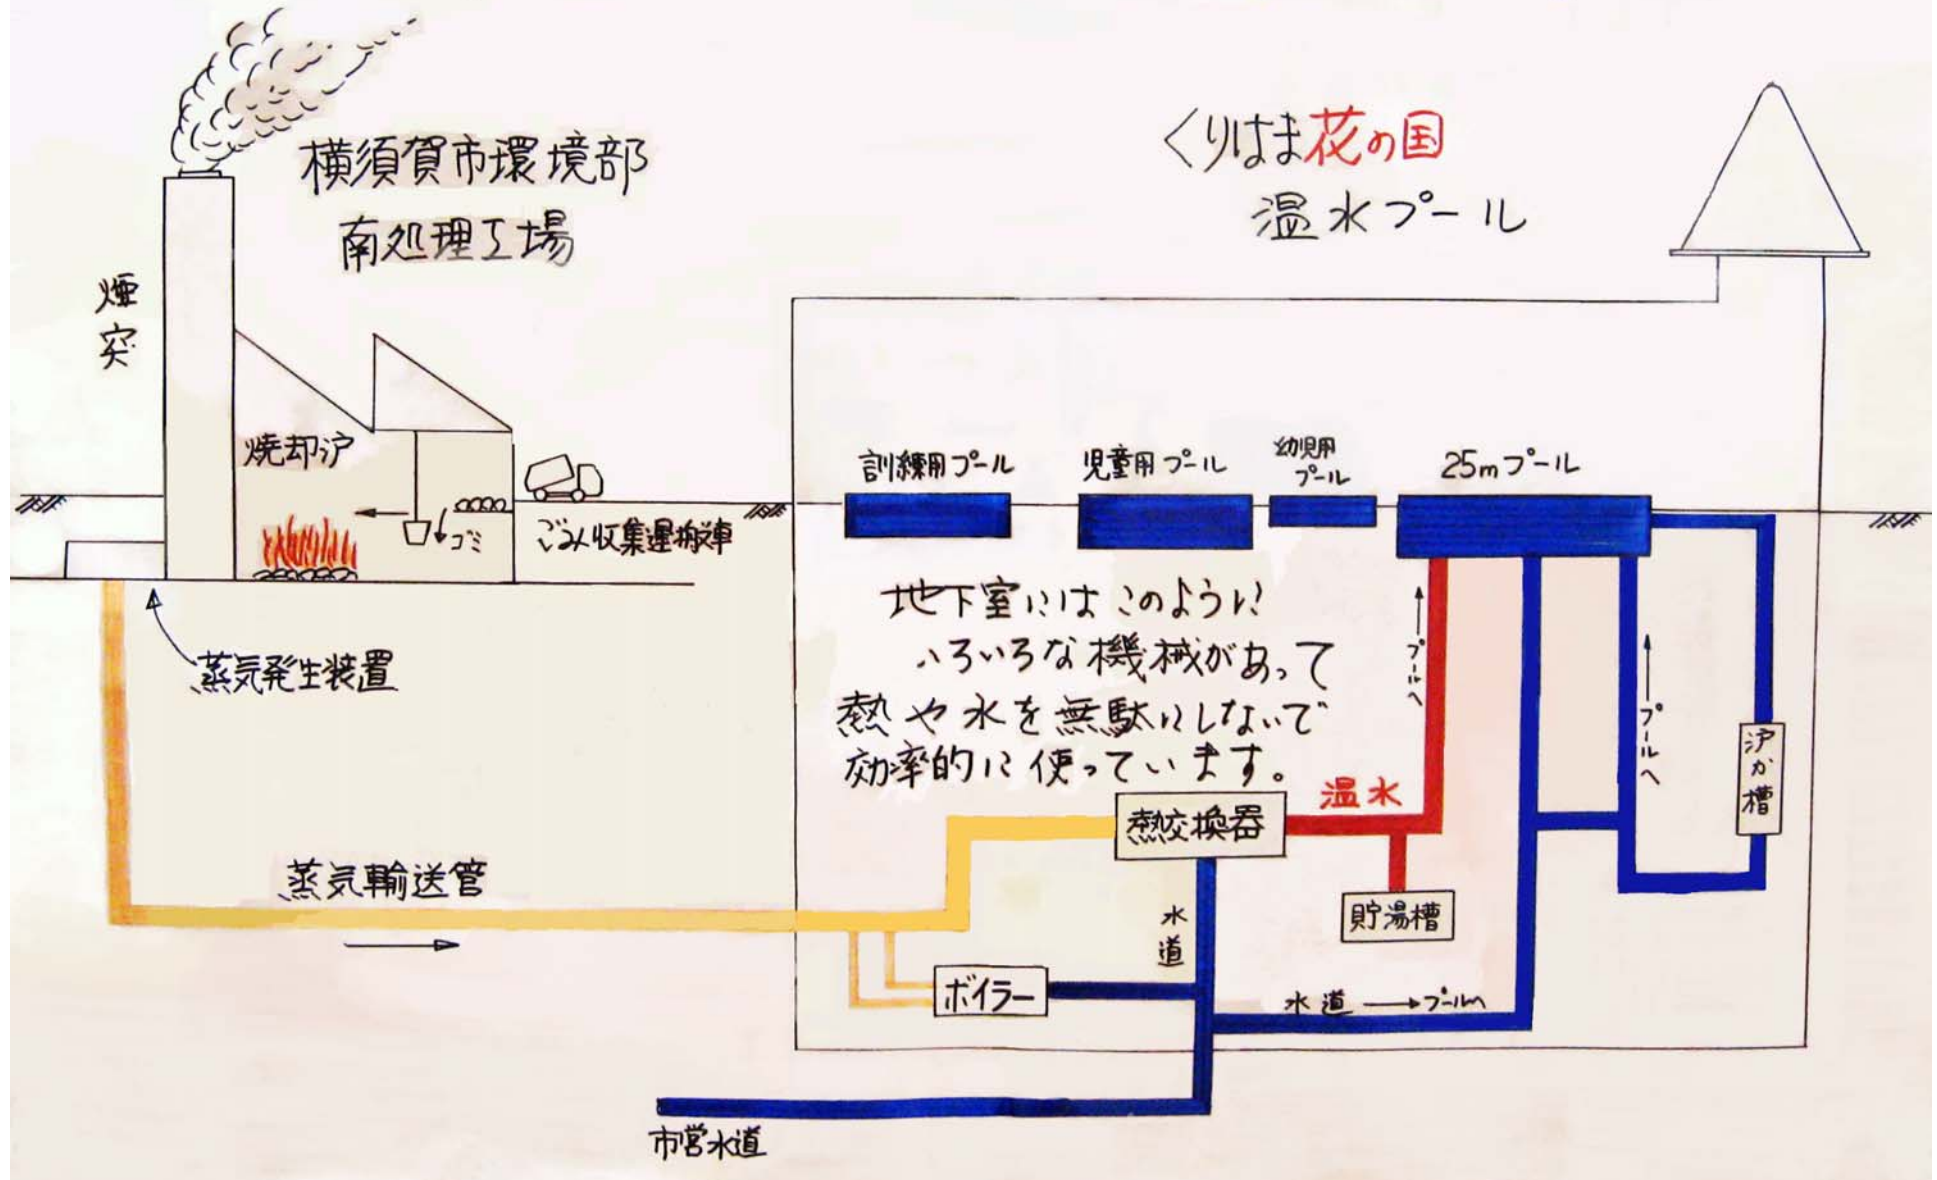 横須賀市環境部
南処理工場
煙突
焼却炉
ゴミ
ごみ収集運搬車
蒸気発生装置
蒸気輸送管
くりはま花の国
温水プール
訓練用プール
児童用プール
幼児用
プール
25mプール
地下室にはこのように
いろいろな機械があって
熱や水を無駄にしないで
効率的に使っています。
プールへ
プールへ
沪か槽
温水
熱交換器
貯湯槽
水道
ボイラー
水道→プールへ
市営水道